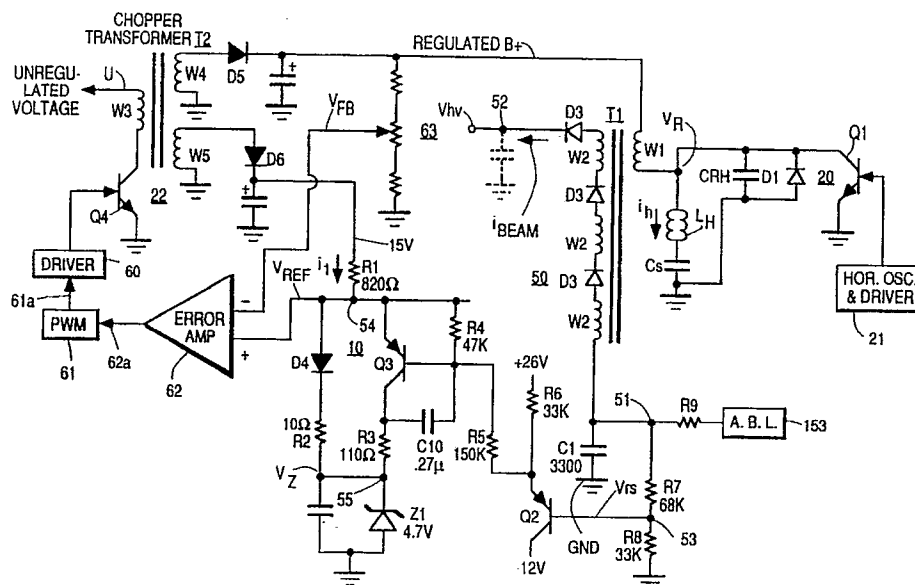 CHOPPER
TRANSFORMER T2
UNREGU-
LATED
VOLTAGE
U
W3
W4
W5
D5
+
REGULATED B+
VFB
63
D6
+
22
Q4
DRIVER
60
61a
PWM
61
62a
ERROR
AMP
62
-
+
VREF
i1
15V
R1
820Ω
54
10
D4
Q3
R4
47K
10Ω
R2
R3
110Ω
C10
.27μ
R5
150K
VZ
55
Z1
4.7V
Vhv
52
D3
T1
W2
D3
W2
D3
W2
50
iBEAM
W1
VR
CRH
D1
20
Q1
ih
LH
Cs
HOR. OSC.
& DRIVER
21
+26V
R6
33K
51
R9
A. B. L.
153
C1
3300
R7
68K
Q2
Vrs
53
GND
R8
33K
-12V